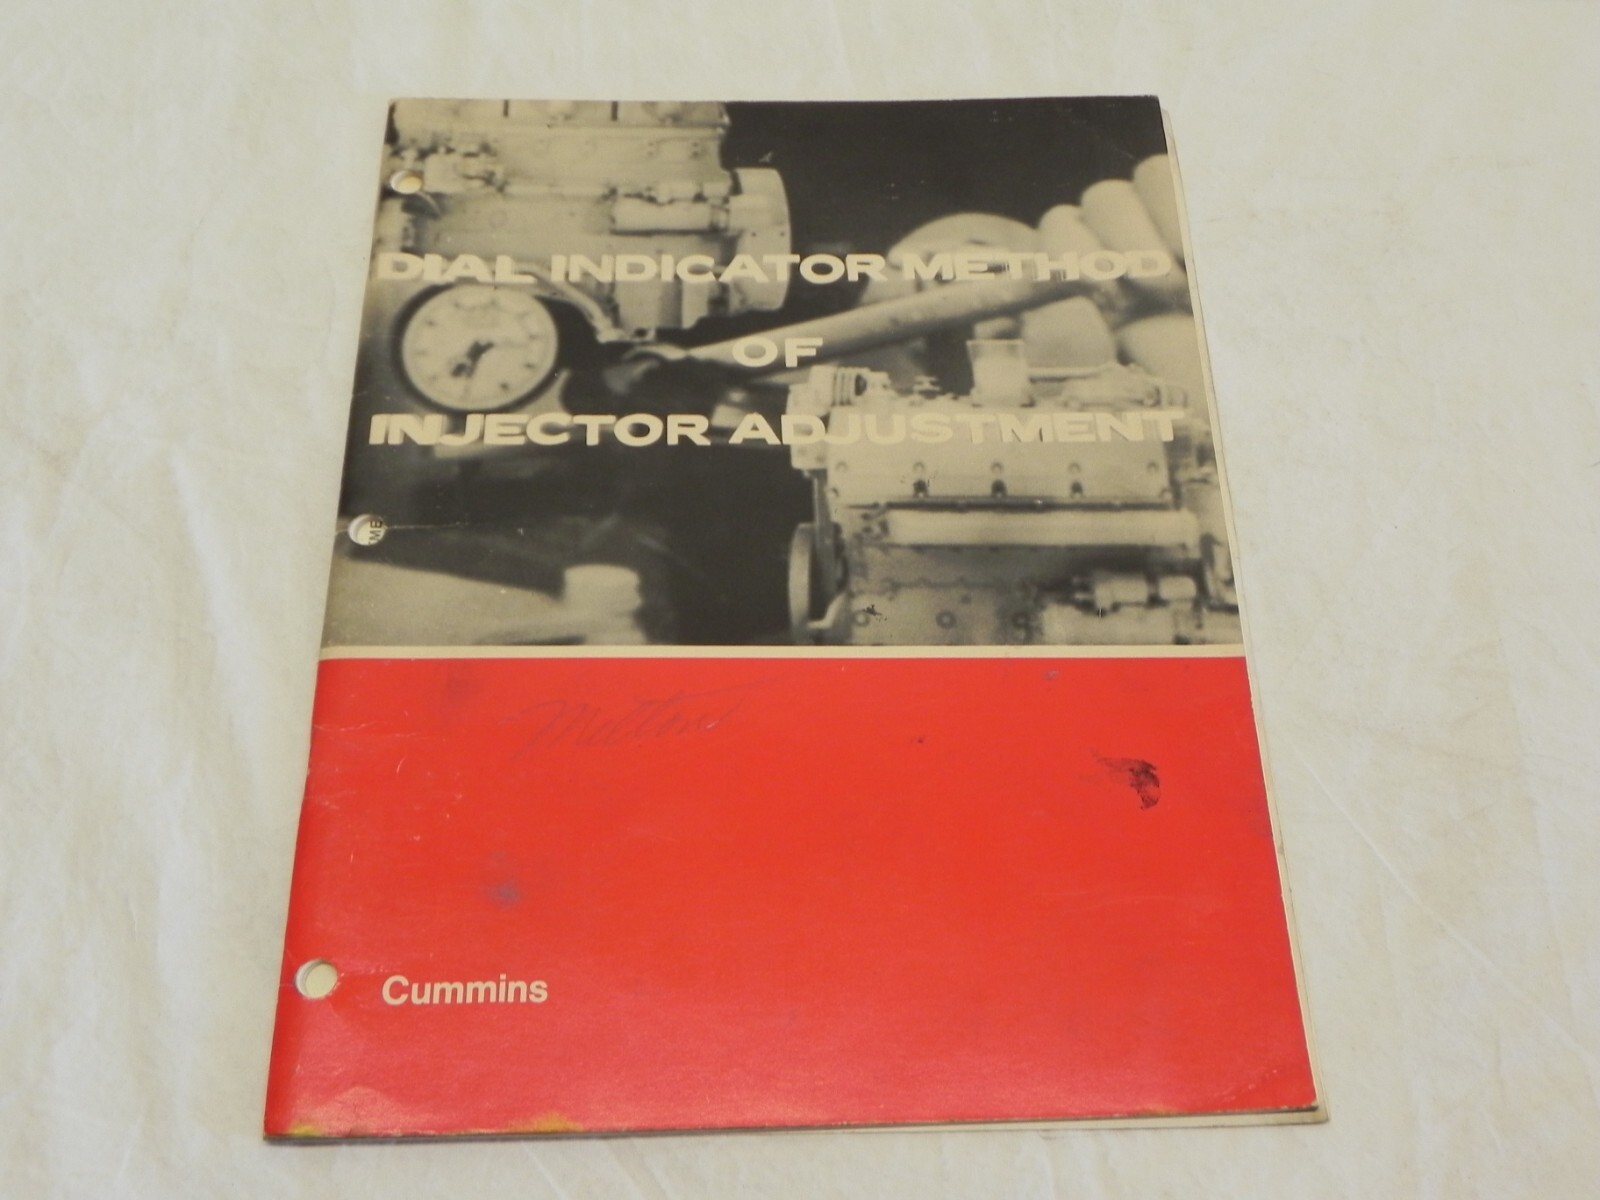 DIAL INDICATOR METHOD
OF
INJECTOR ADJUSTMENT
Cummins